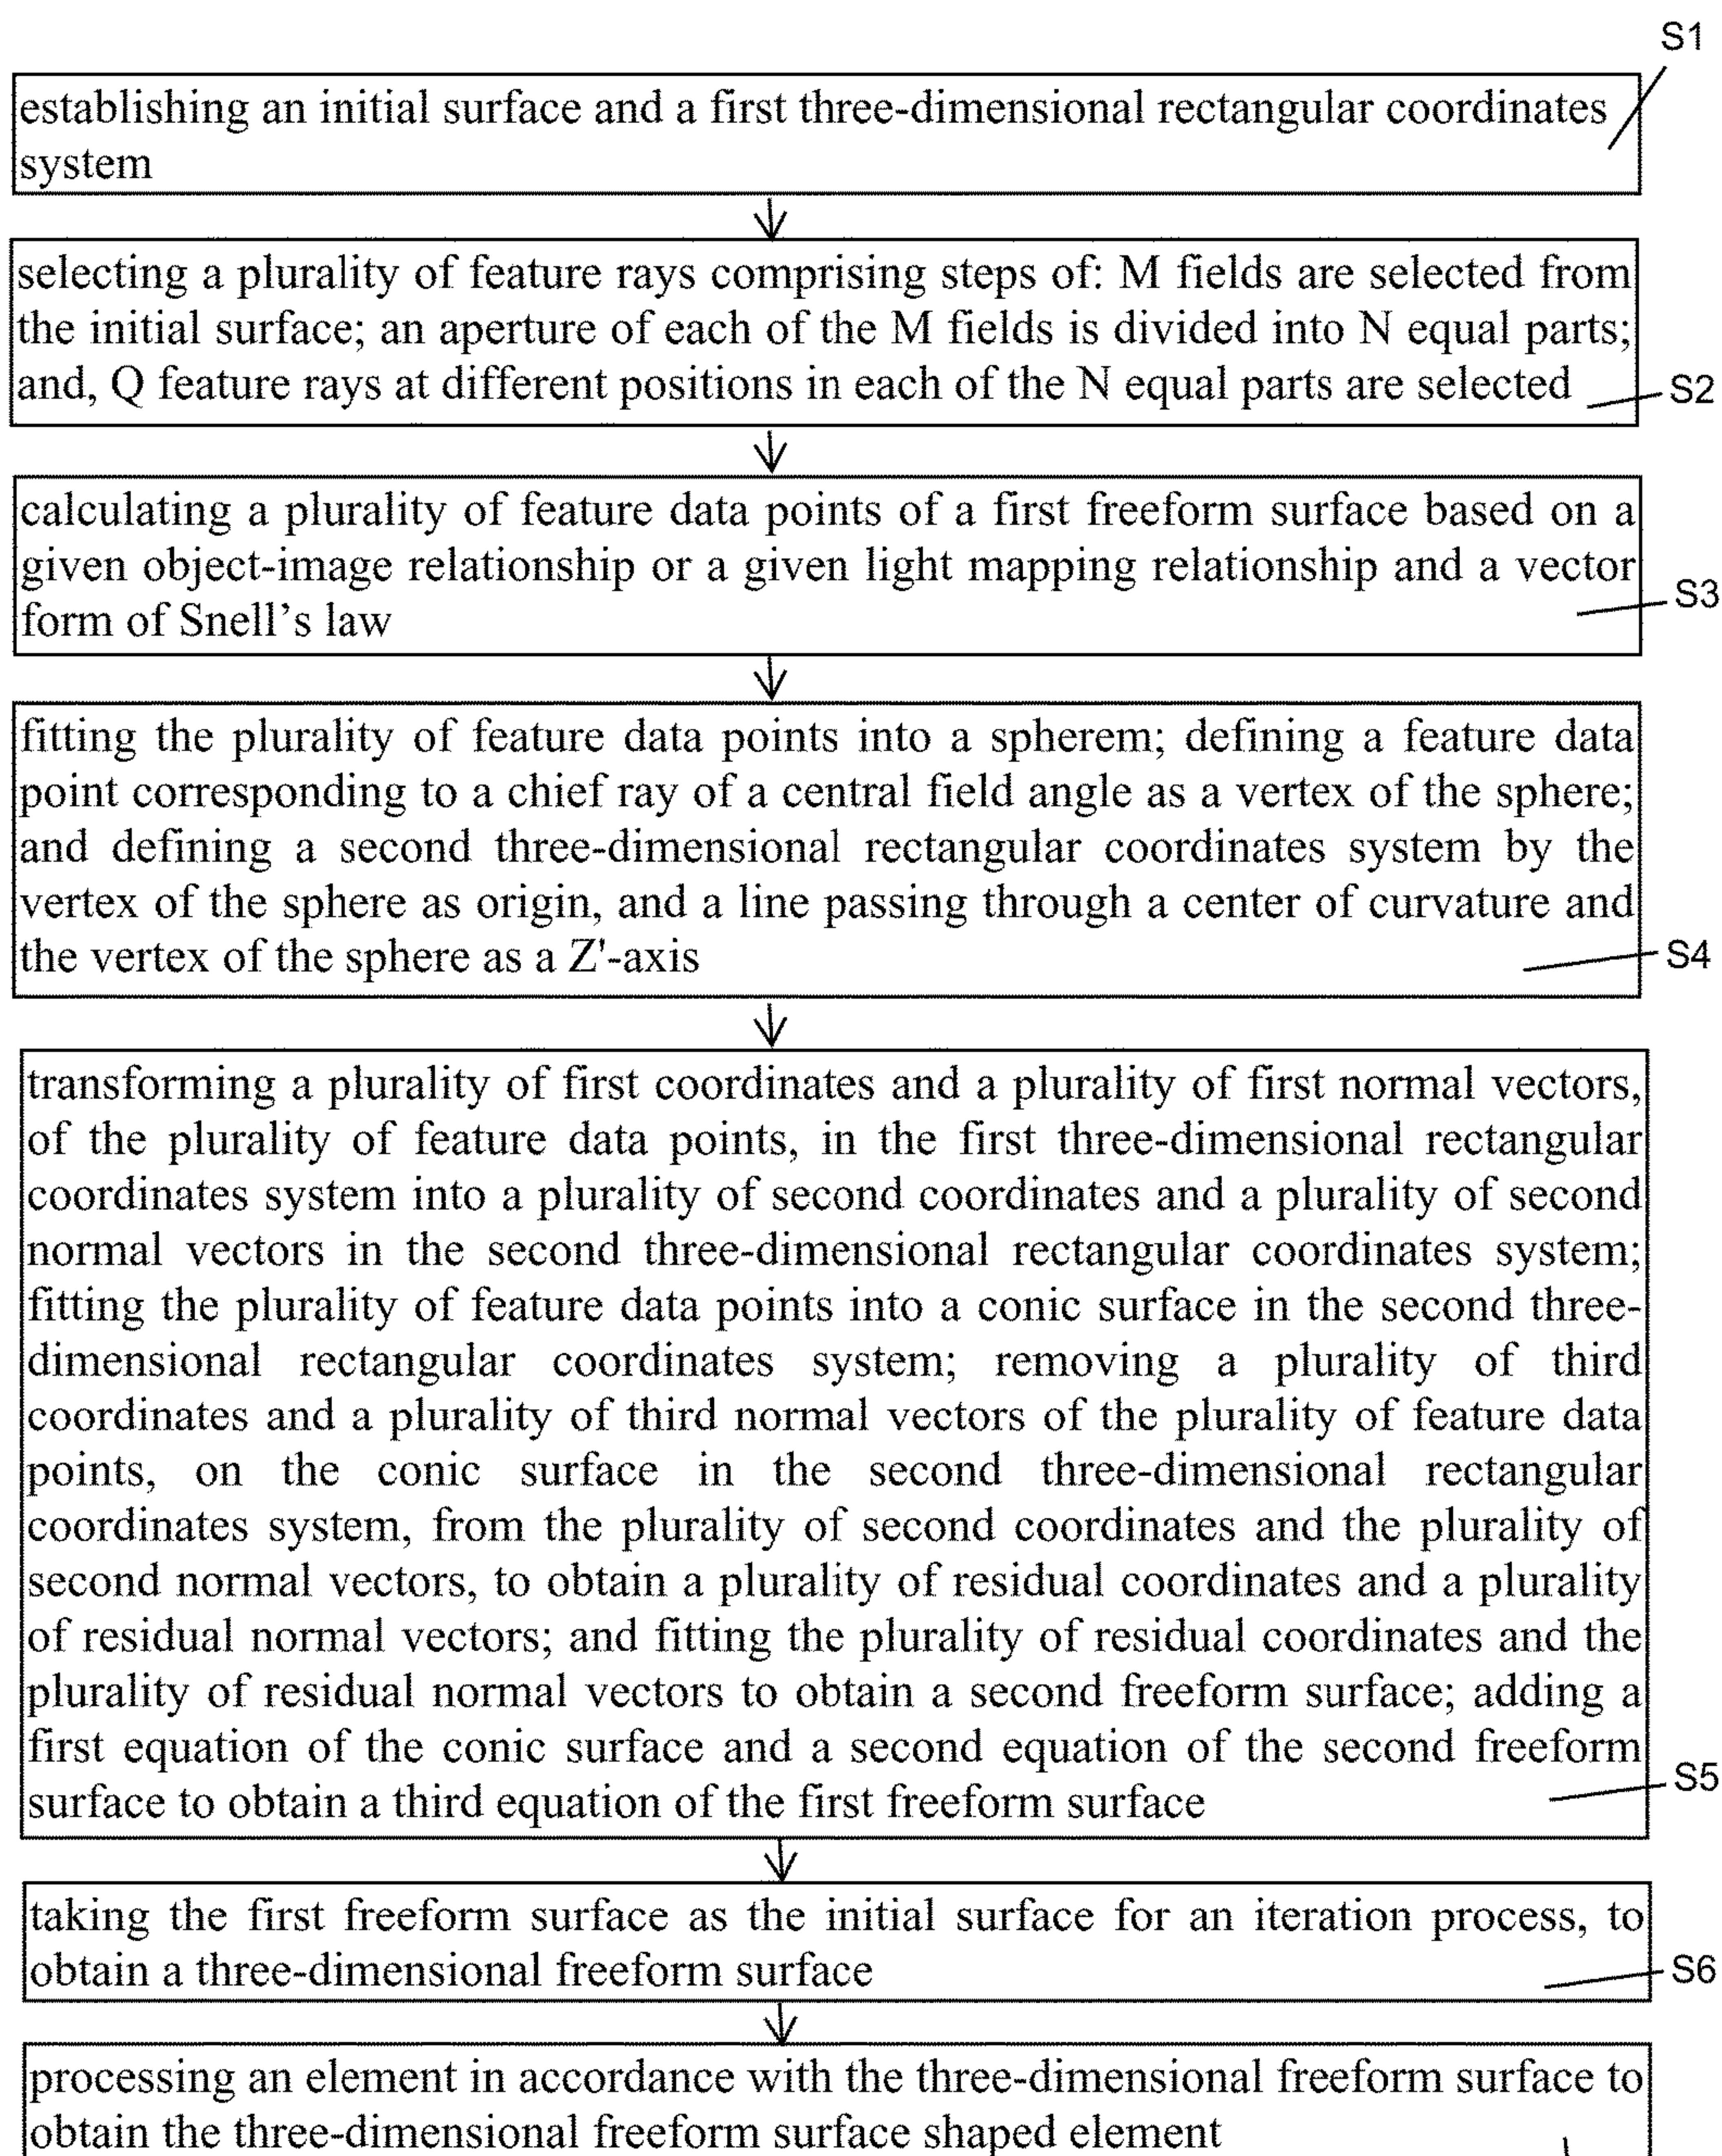 S1
establishing an initial surface and a first three-dimensional rectangular coordinates
system
selecting a plurality of feature rays comprising steps of: M fields are selected from
the initial surface; an aperture of each of the M fields is divided into N equal parts;
and, Q feature rays at different positions in each of the N equal parts are selected
S2
calculating a plurality of feature data points of a first freeform surface based on a
given object-image relationship or a given light mapping relationship and a vector
form of Snell's law
S3
fitting the plurality of feature data points into a spherem; defining a feature data
point corresponding to a chief ray of a central field angle as a vertex of the sphere;
and defining a second three-dimensional rectangular coordinates system by the
vertex of the sphere as origin, and a line passing through a center of curvature and
the vertex of the sphere as a Z'-axis
S4
transforming a plurality of first coordinates and a plurality of first normal vectors,
of the plurality of feature data points, in the first three-dimensional rectangular
coordinates system into a plurality of second coordinates and a plurality of second
normal vectors in the second three-dimensional rectangular coordinates system;
fitting the plurality of feature data points into a conic surface in the second three-
dimensional rectangular coordinates system; removing a plurality of third
coordinates and a plurality of third normal vectors of the plurality of feature data
points, on the conic surface in the second three-dimensional rectangular
coordinates system, from the plurality of second coordinates and the plurality of
second normal vectors, to obtain a plurality of residual coordinates and a plurality
of residual normal vectors; and fitting the plurality of residual coordinates and the
plurality of residual normal vectors to obtain a second freeform surface; adding a
first equation of the conic surface and a second equation of the second freeform
surface to obtain a third equation of the first freeform surface
S5
taking the first freeform surface as the initial surface for an iteration process, to
obtain a three-dimensional freeform surface
S6
processing an element in accordance with the three-dimensional freeform surface to
obtain the three-dimensional freeform surface shaped element